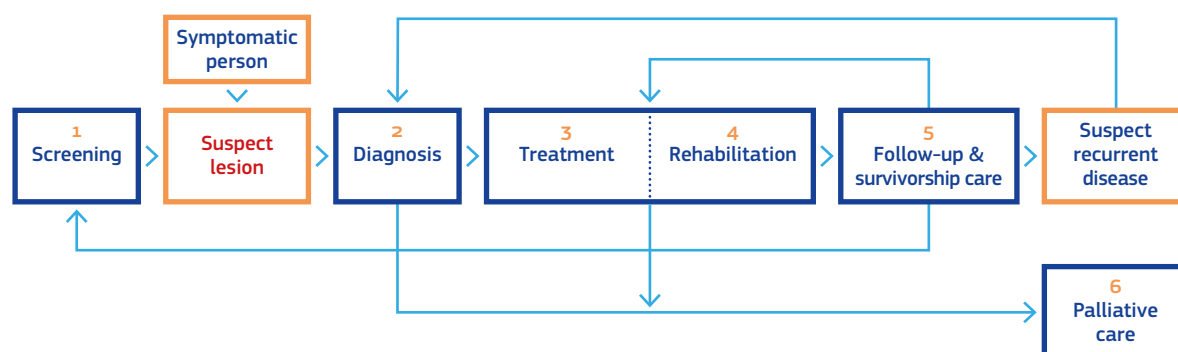 Symptomatic
person
1
Screening
Suspect
lesion
2
Diagnosis
3
Treatment
4
Rehabilitation
5
Follow-up &
survivorship care
Suspect
recurrent
disease
6
Palliative
care